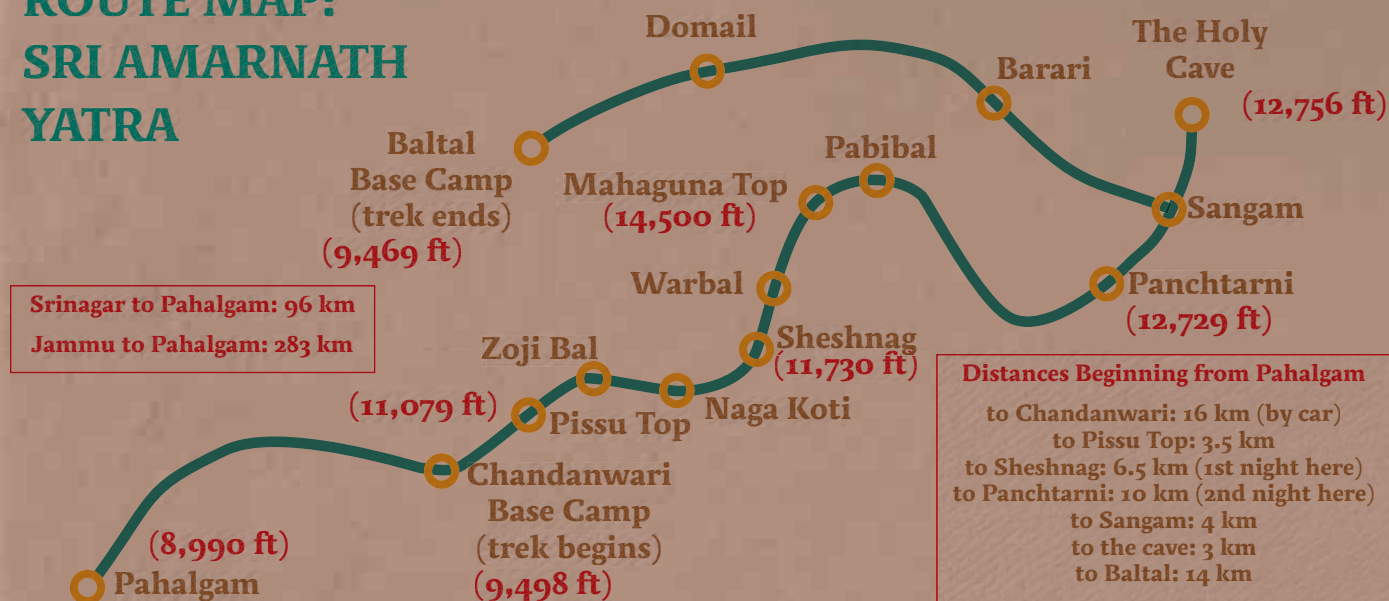 ROUTE MAP:
SRI AMARNATH
YATRA
Domail
The Holy
Cave
(12,756 ft)
Barari
Baltal
Base Camp
(trek ends)
(9,469 ft)
Pabibal
Mahaguna Top
(14,500 ft)
Sangam
Warbal
Panchtarni
(12,729 ft)
Srinagar to Pahalgam: 96 km
Jammu to Pahalgam: 283 km
Sheshnag
(11,730 ft)
Zoji Bal
(11,079 ft)
Pissu Top
Naga Koti
Chandanwari
Base Camp
(trek begins)
(9,498 ft)
(8,990 ft)
Pahalgam
Distances Beginning from Pahalgam
to Chandanwari: 16 km (by car)
to Pissu Top: 3.5 km
to Sheshnag: 6.5 km (1st night here)
to Panchtarni: 10 km (2nd night here)
to Sangam: 4 km
to the cave: 3 km
to Baltal: 14 km